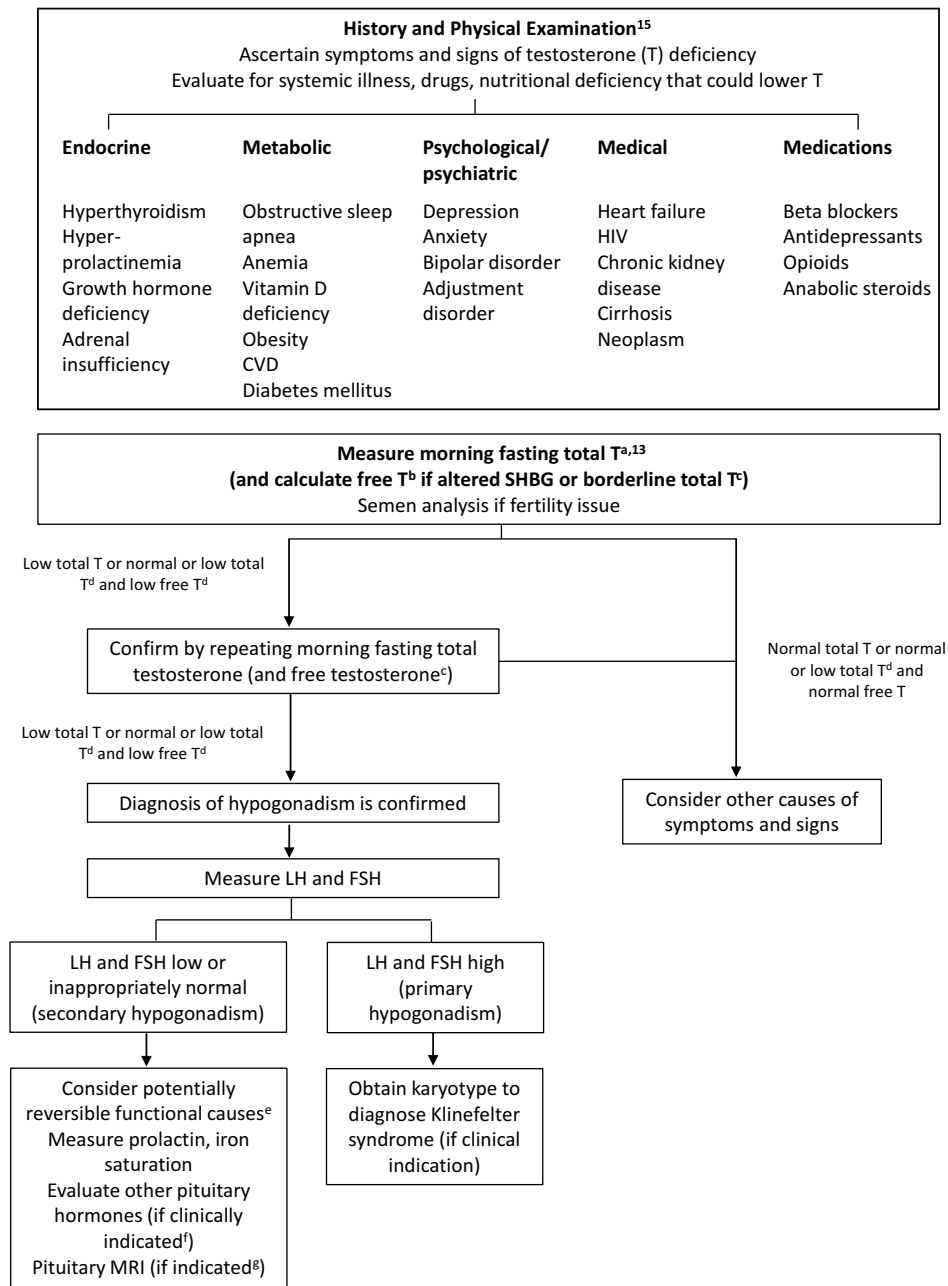 History and Physical Examination15
Ascertain symptoms and signs of testosterone (T) deficiency
Evaluate for systemic illness, drugs, nutritional deficiency that could lower T
Endocrine
Hyperthyroidism
Hyper-
prolactinemia
Growth hormone
deficiency
Adrenal
insufficiency
Metabolic
Obstructive sleep
apnea
Anemia
Vitamin D
deficiency
Obesity
CVD
Diabetes mellitus
Psychological/
psychiatric
Depression
Anxiety
Bipolar disorder
Adjustment
disorder
Medical
Heart failure
HIV
Chronic kidney
disease
Cirrhosis
Neoplasm
Medications
Beta blockers
Antidepressants
Opioids
Anabolic steroids
Measure morning fasting total Ta,13
(and calculate free Tb if altered SHBG or borderline total Tc)
Semen analysis if fertility issue
Low total T or normal or low total
Td and low free Td
Confirm by repeating morning fasting total
testosterone (and free testosteronec)
Normal total T or normal
or low total Td and
normal free T
Low total T or normal or low total
Td and low free Td
Diagnosis of hypogonadism is confirmed
Consider other causes of
symptoms and signs
Measure LH and FSH
LH and FSH low or
inappropriately normal
(secondary hypogonadism)
LH and FSH high
(primary
hypogonadism)
Consider potentially
reversible functional causese
Measure prolactin, iron
saturation
Evaluate other pituitary
hormones (if clinically
indicatedf)
Pituitary MRI (if indicatedg)
Obtain karyotype to
diagnose Klinefelter
syndrome (if clinical
indication)